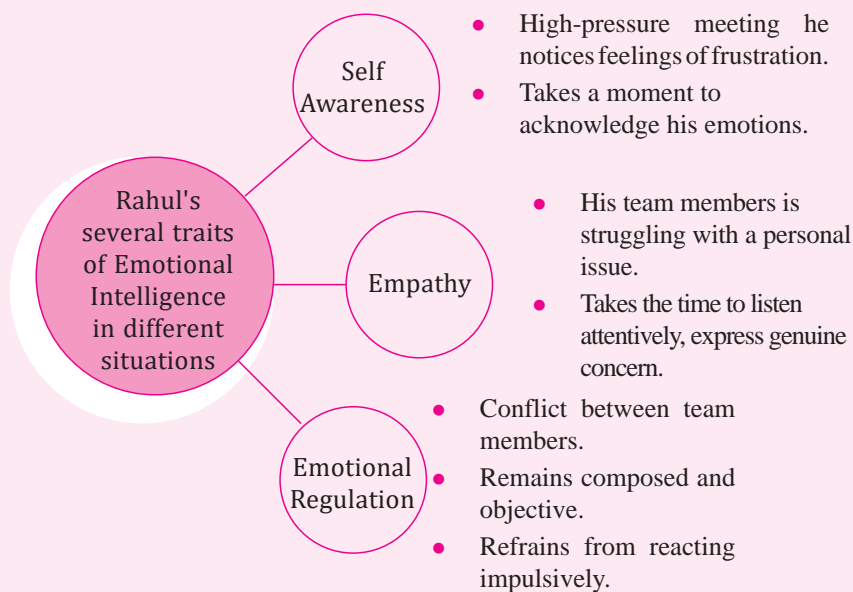 Rahul's
several traits
of Emotional
Intelligence
in different
situations
Self
Awareness
● High-pressure meeting he
notices feelings of frustration.
● Takes a moment to
acknowledge his emotions.
Empathy
● His team members is
struggling with a personal
issue.
● Takes the time to listen
attentively, express genuine
concern.
Emotional
Regulation
● Conflict between team
members.
● Remains composed and
objective.
● Refrains from reacting
impulsively.